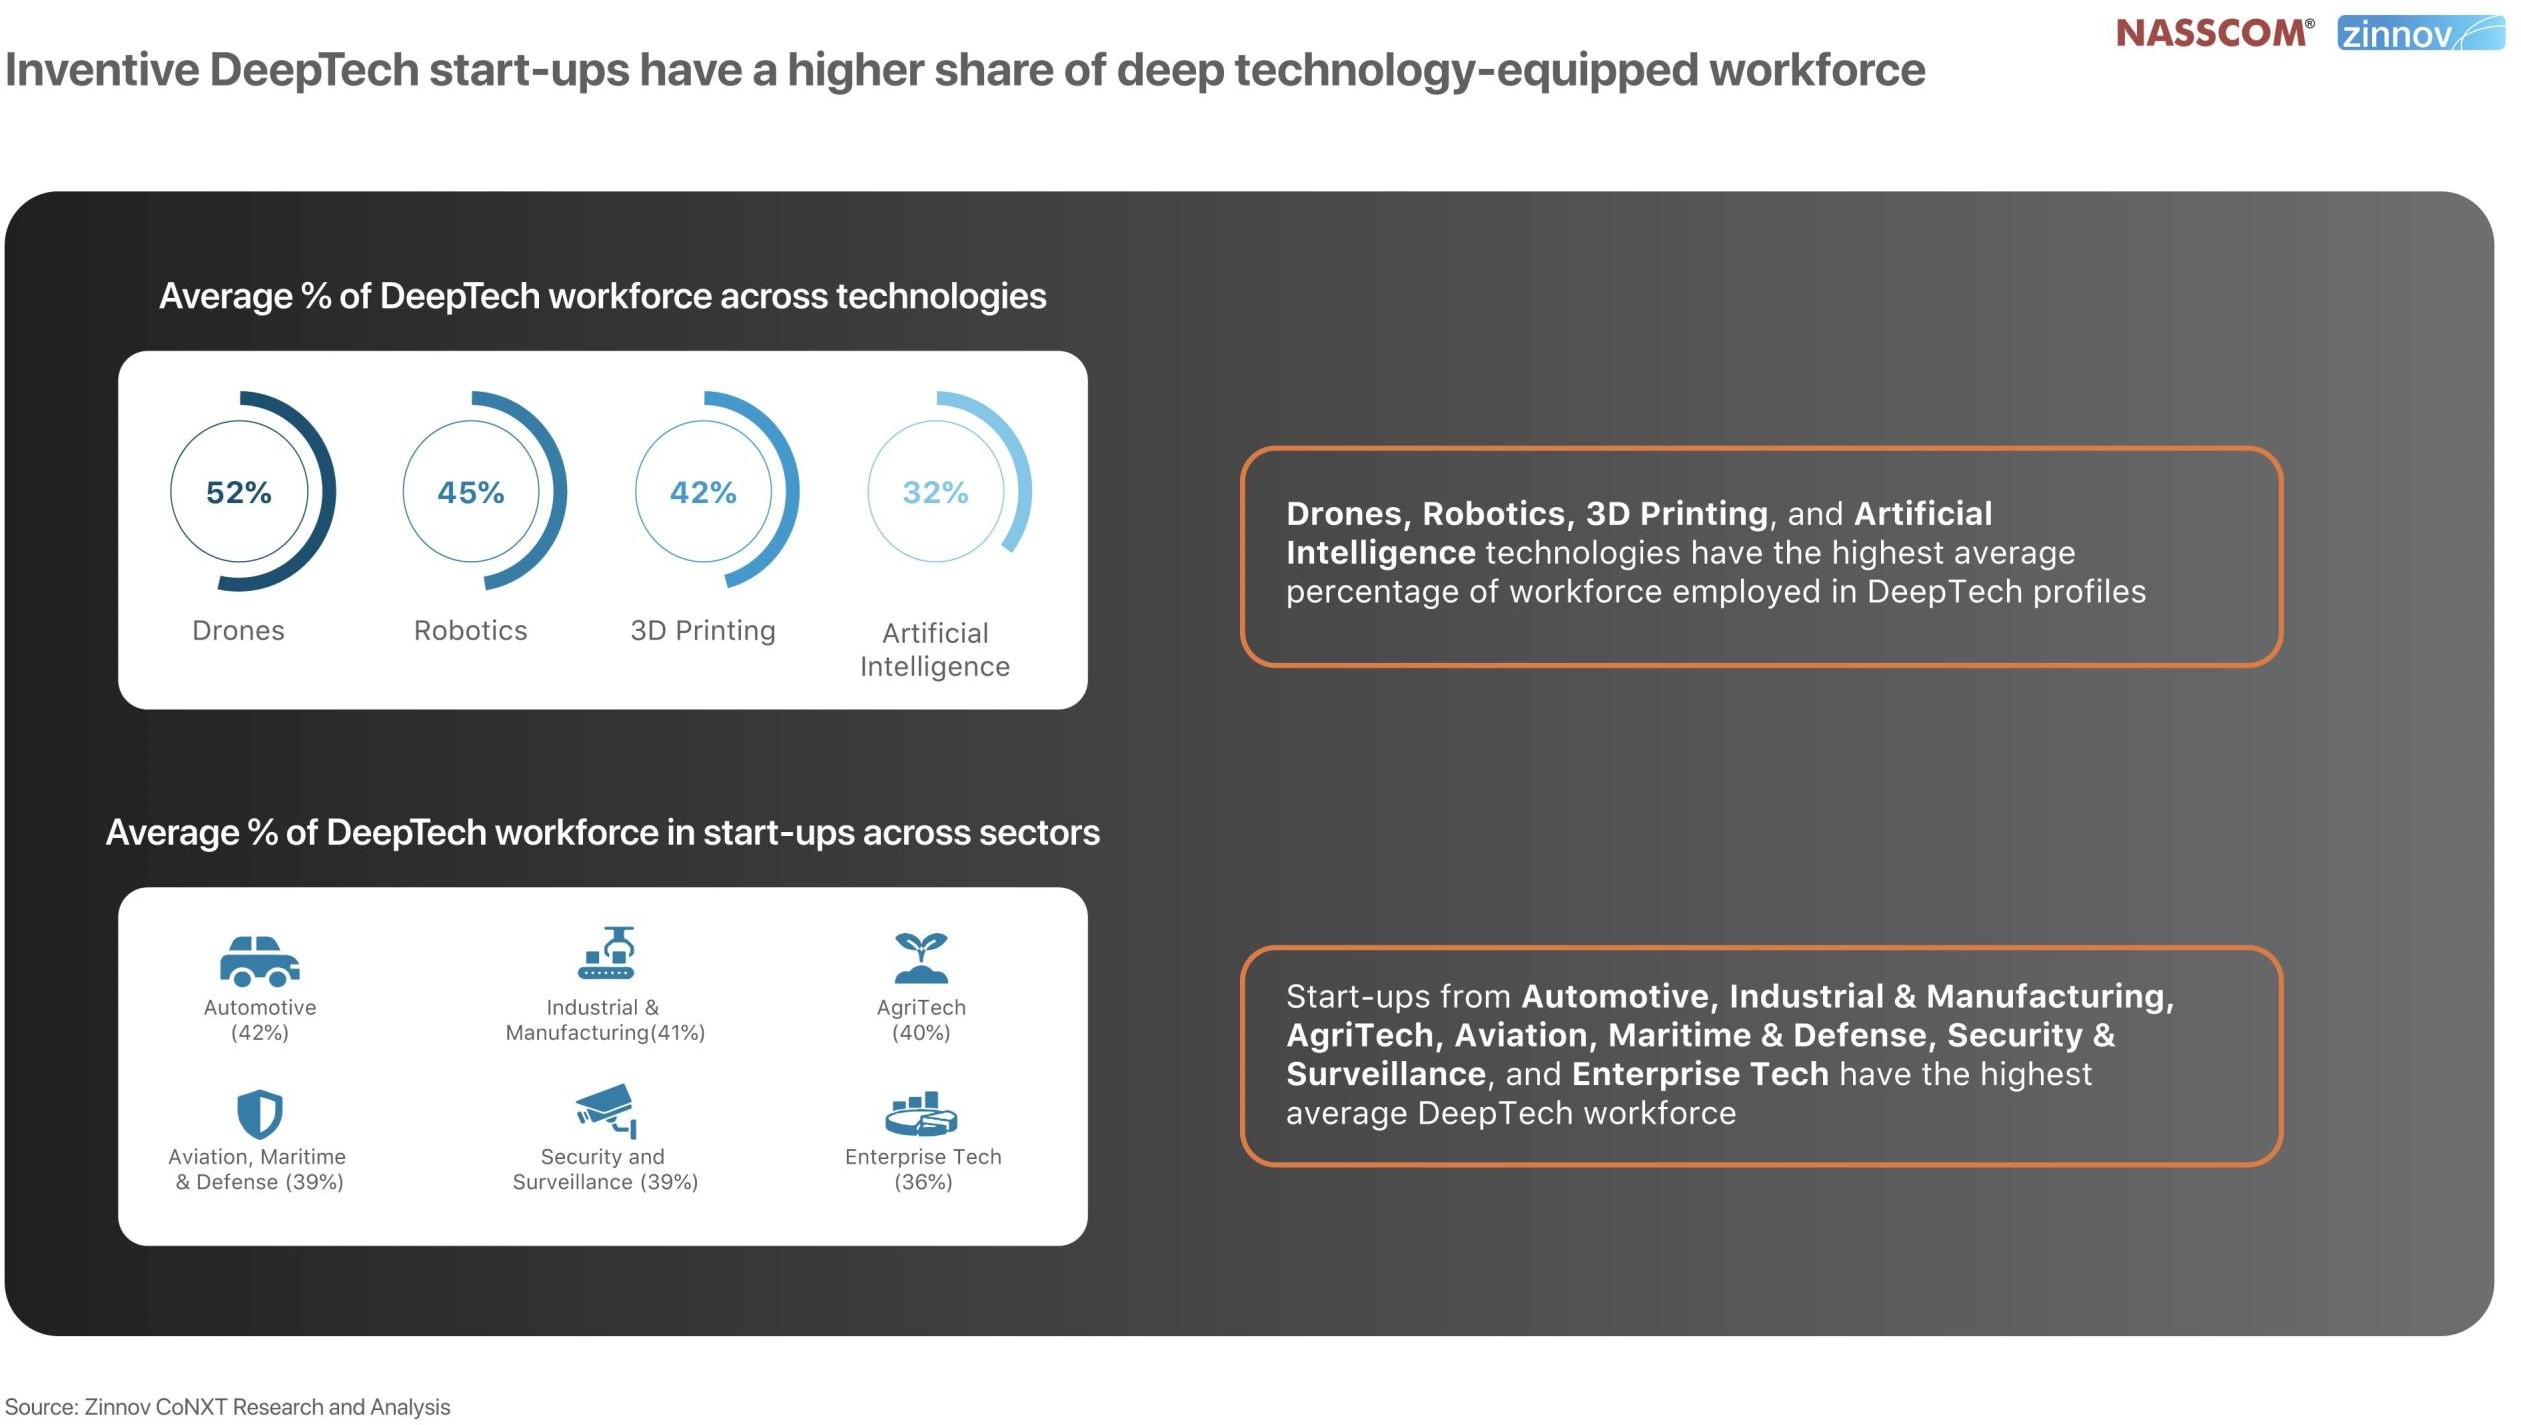 NASSCOM®
zinnov
Inventive DeepTech start-ups have a higher share of deep technology-equipped workforce
Average % of DeepTech workforce across technologies
52%
45%
42%
32%
Drones
Robotics
3D Printing
Artificial
Intelligence
Drones, Robotics, 3D Printing, and Artificial
Intelligence technologies have the highest average
percentage of workforce employed in DeepTech profiles
Average % of DeepTech workforce in start-ups across sectors
Automotive
(42%)
Industrial &
Manufacturing(41%)
AgriTech
(40%)
Aviation, Maritime
& Defense (39%)
Security and
Surveillance (39%)
Enterprise Tech
(36%)
Start-ups from Automotive, Industrial & Manufacturing,
AgriTech, Aviation, Maritime & Defense, Security &
Surveillance, and Enterprise Tech have the highest
average DeepTech workforce
Source: Zinnov CoNXT Research and Analysis